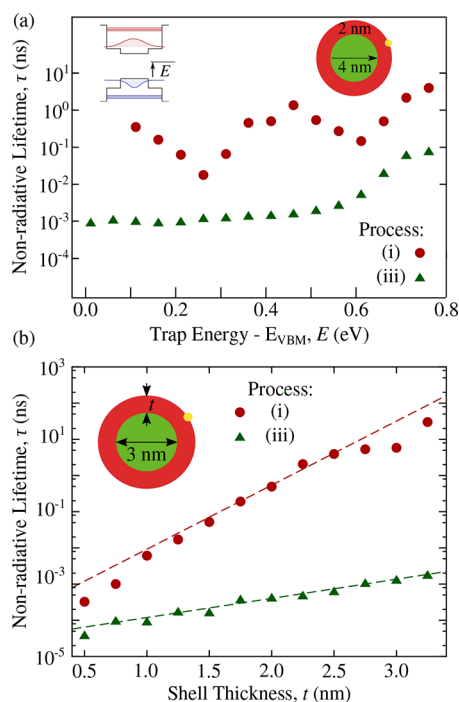 (a)
Non-radiative Lifetime, τ (ns)
10¹
10⁰
10⁻¹
10⁻²
10⁻³
10⁻⁴
E
2 nm
4 nm
Process:
(i)
(iii)
0.0 0.2 0.4 0.6 0.8
Trap Energy - E_VBM, E (eV)
(b)
Non-radiative Lifetime, τ (ns)
10³
10¹
10⁻¹
10⁻³
10⁻⁵
t
3 nm
Process:
(i)
(iii)
0.5 1.0 1.5 2.0 2.5 3.0
Shell Thickness, t (nm)